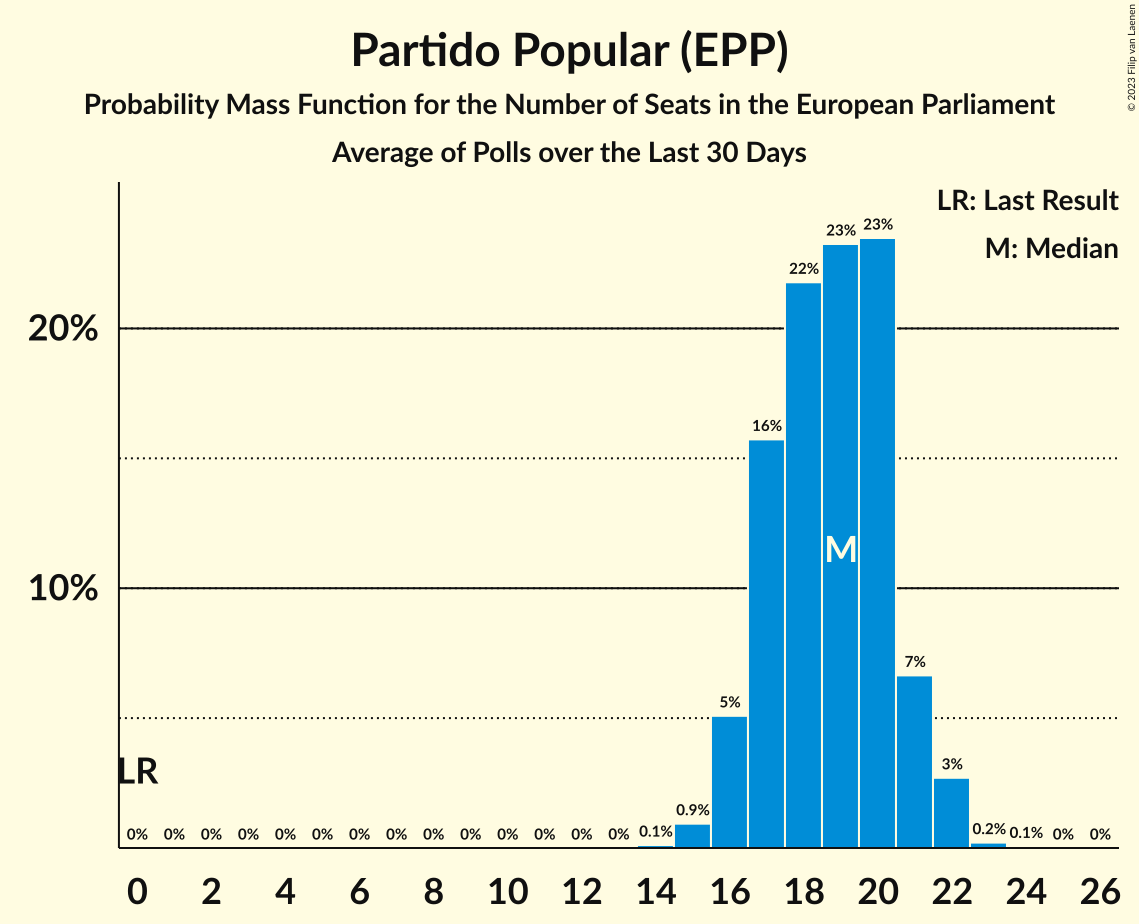 Partido Popular (EPP)
Probability Mass Function for the Number of Seats in the European Parliament
Average of Polls over the Last 30 Days
© 2023 Filip van Laenen
LR: Last Result
M: Median
20%
10%
0% 0% 0% 0% 0% 0% 0% 0% 0% 0% 0% 0% 0% 0% 0.1% 0.9% 5% 16% 22% 23% 23% 7% 3% 0.2% 0.1% 0% 0%
M
LR
0 2 4 6 8 10 12 14 16 18 20 22 24 26